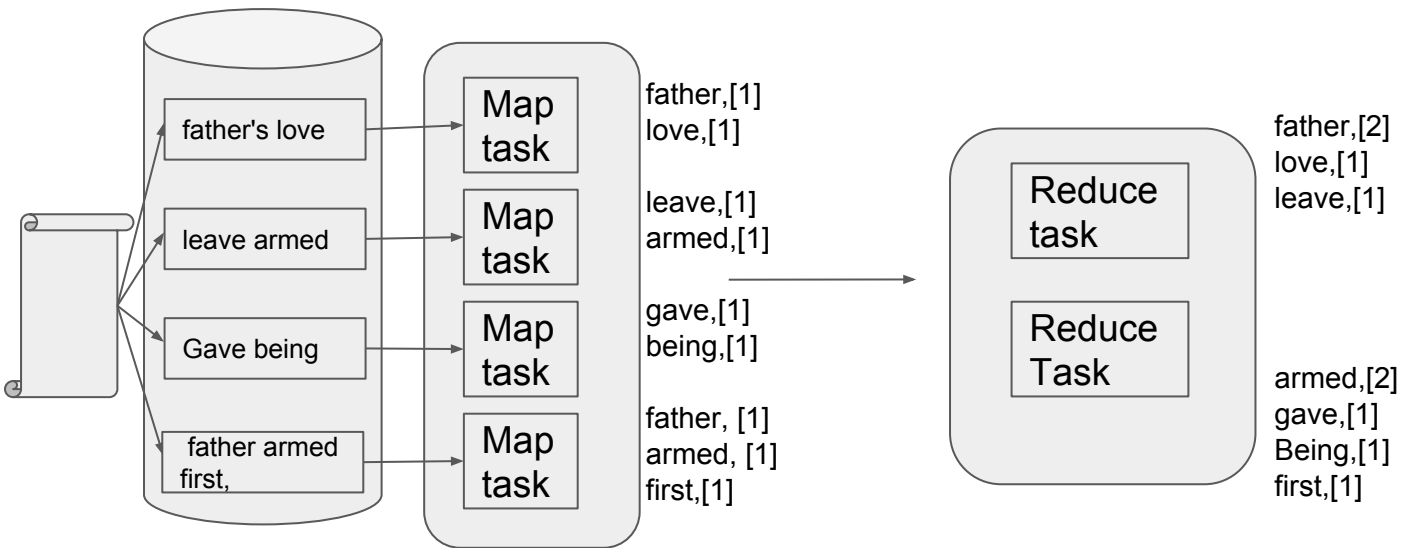 father's love
leave armed
Gave being
father armed
first,
Map
task
Map
task
Map
task
Map
task
father,[1]
love,[1]
leave,[1]
armed,[1]
gave,[1]
being,[1]
father, [1]
armed, [1]
first,[1]
Reduce
task
Reduce
Task
father,[2]
love,[1]
leave,[1]
armed,[2]
gave,[1]
Being,[1]
first,[1]